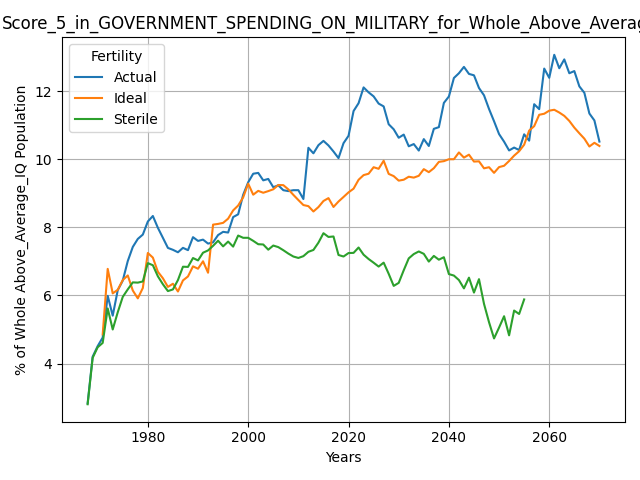 Score_5_in_GOVERNMENT_SPENDING_ON_MILITARY_for_Whole_Above_Averag
Fertility
Actual
Ideal
Sterile
% of Whole Above_Average_IQ Population
12
10
8
6
4
1980 2000 2020 2040 2060
Years